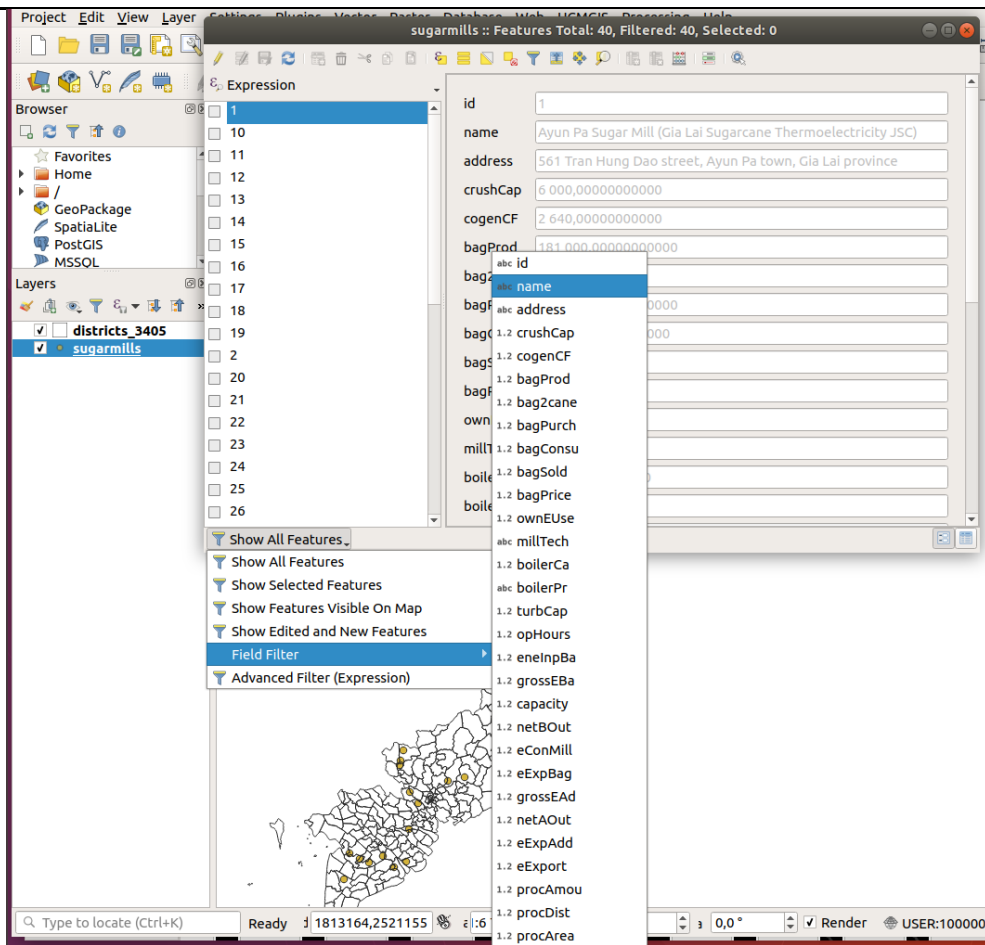 Project Edit View Layer Settings Plugins Vector Raster Database Web HCMGIS Processing Help
sugarmills :: Features Total: 40, Filtered: 40, Selected: 0
Expression
Browser
Favorites
Home
/
GeoPackage
SpatiaLite
PostGIS
MSSQL
Layers
districts_3405
sugarmills
1
10
11
12
13
14
15
16
17
18
19
2
20
21
22
23
24
25
26
id 1
name Ayun Pa Sugar Mill (Gia Lai Sugarcane Thermoelectricity JSC)
address 561 Tran Hung Dao street, Ayun Pa town, Gia Lai province
crushCap 6 000,00000000000
cogenCF 2 640,00000000000
bagProd 181 000,00000000000
Show All Features
Show All Features
Show Selected Features
Show Features Visible On Map
Show Edited and New Features
Field Filter
Advanced Filter (Expression)
abc id
abc name
abc address
1.2 crushCap
1.2 cogenCF
1.2 bagProd
1.2 bag2cane
1.2 bagPurch
1.2 bagConsu
1.2 bagSold
1.2 bagPrice
1.2 ownEUse
abc millTech
1.2 boilerCa
abc boilerPr
1.2 turbCap
1.2 opHours
1.2 eneInpBa
1.2 grossEBa
1.2 capacity
1.2 netBOut
1.2 eConMill
1.2 eExpBag
1.2 grossEAd
1.2 netAOut
1.2 eExpAdd
1.2 eExport
1.2 procAmou
1.2 procDist
1.2 procArea
Type to locate (Ctrl+K) Ready 1813164,2521155 0,0 ° Render USER:100000